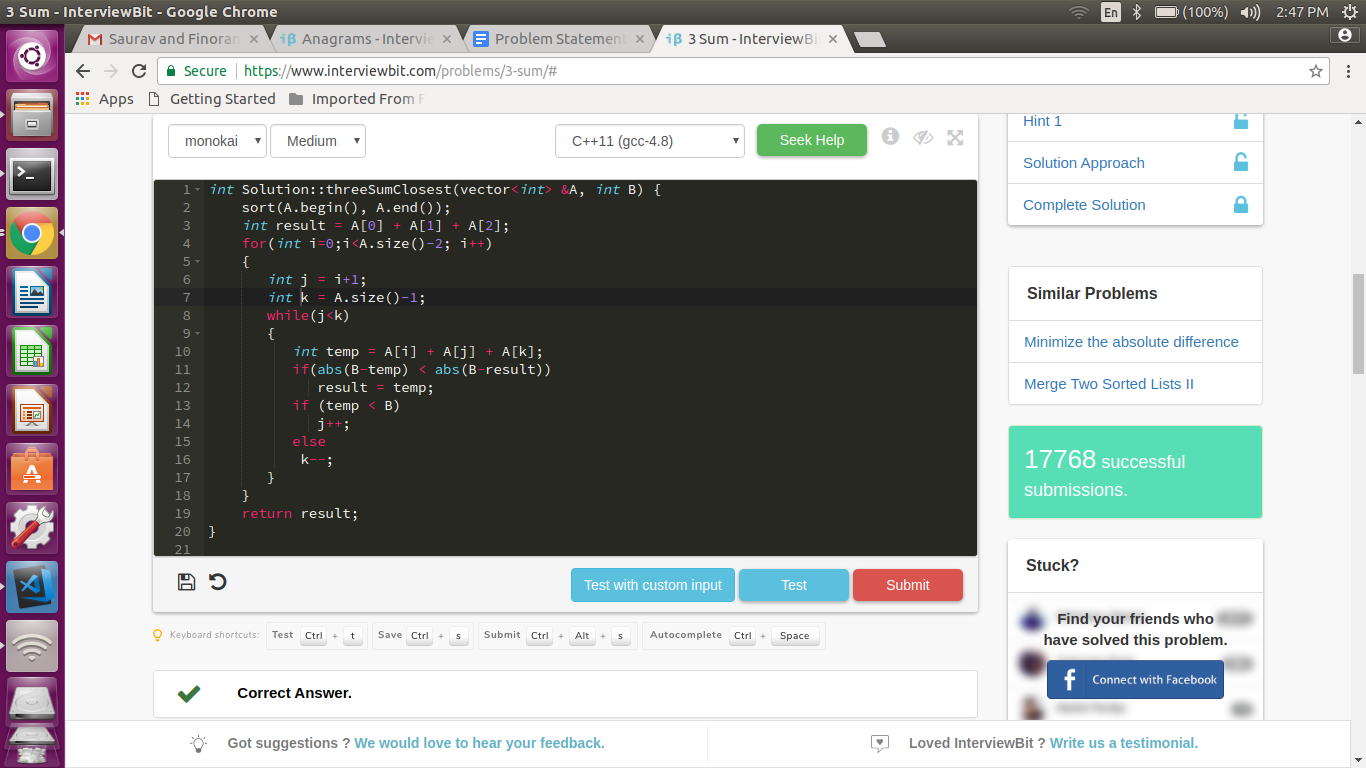 3 Sum - InterviewBit - Google Chrome
En
(100%)
2:47 PM
Saurav and Finoram
Anagrams - Intervie
Problem Statement
3 Sum - InterviewBi
Secure
https://www.interviewbit.com/problems/3-sum/#
Apps
Getting Started
Imported From F
monokai
Medium
C++11 (gcc-4.8)
Seek Help
1 int Solution::threeSumClosest(vector<int> &A, int B) {
2 sort(A.begin(), A.end());
3 int result = A[0] + A[1] + A[2];
4 for(int i=0;i<A.size()-2; i++)
5 {
6 int j = i+1;
7 int k = A.size()-1;
8 while(j<k)
9 {
10 int temp = A[i] + A[j] + A[k];
11 if(abs(B-temp) < abs(B-result))
12 result = temp;
13 if (temp < B)
14 j++;
15 else
16 k--;
17 }
18 }
19 return result;
20 }
21
Test with custom input
Test
Submit
Keyboard shortcuts: Test Ctrl + t Save Ctrl + s Submit Ctrl + Alt + s Autocomplete Ctrl + Space
Correct Answer.
Hint 1
Solution Approach
Complete Solution
Similar Problems
Minimize the absolute difference
Merge Two Sorted Lists II
17768 successful
submissions.
Stuck?
Find your friends who
have solved this problem.
Connect with Facebook
Got suggestions ? We would love to hear your feedback.
Loved InterviewBit ? Write us a testimonial.